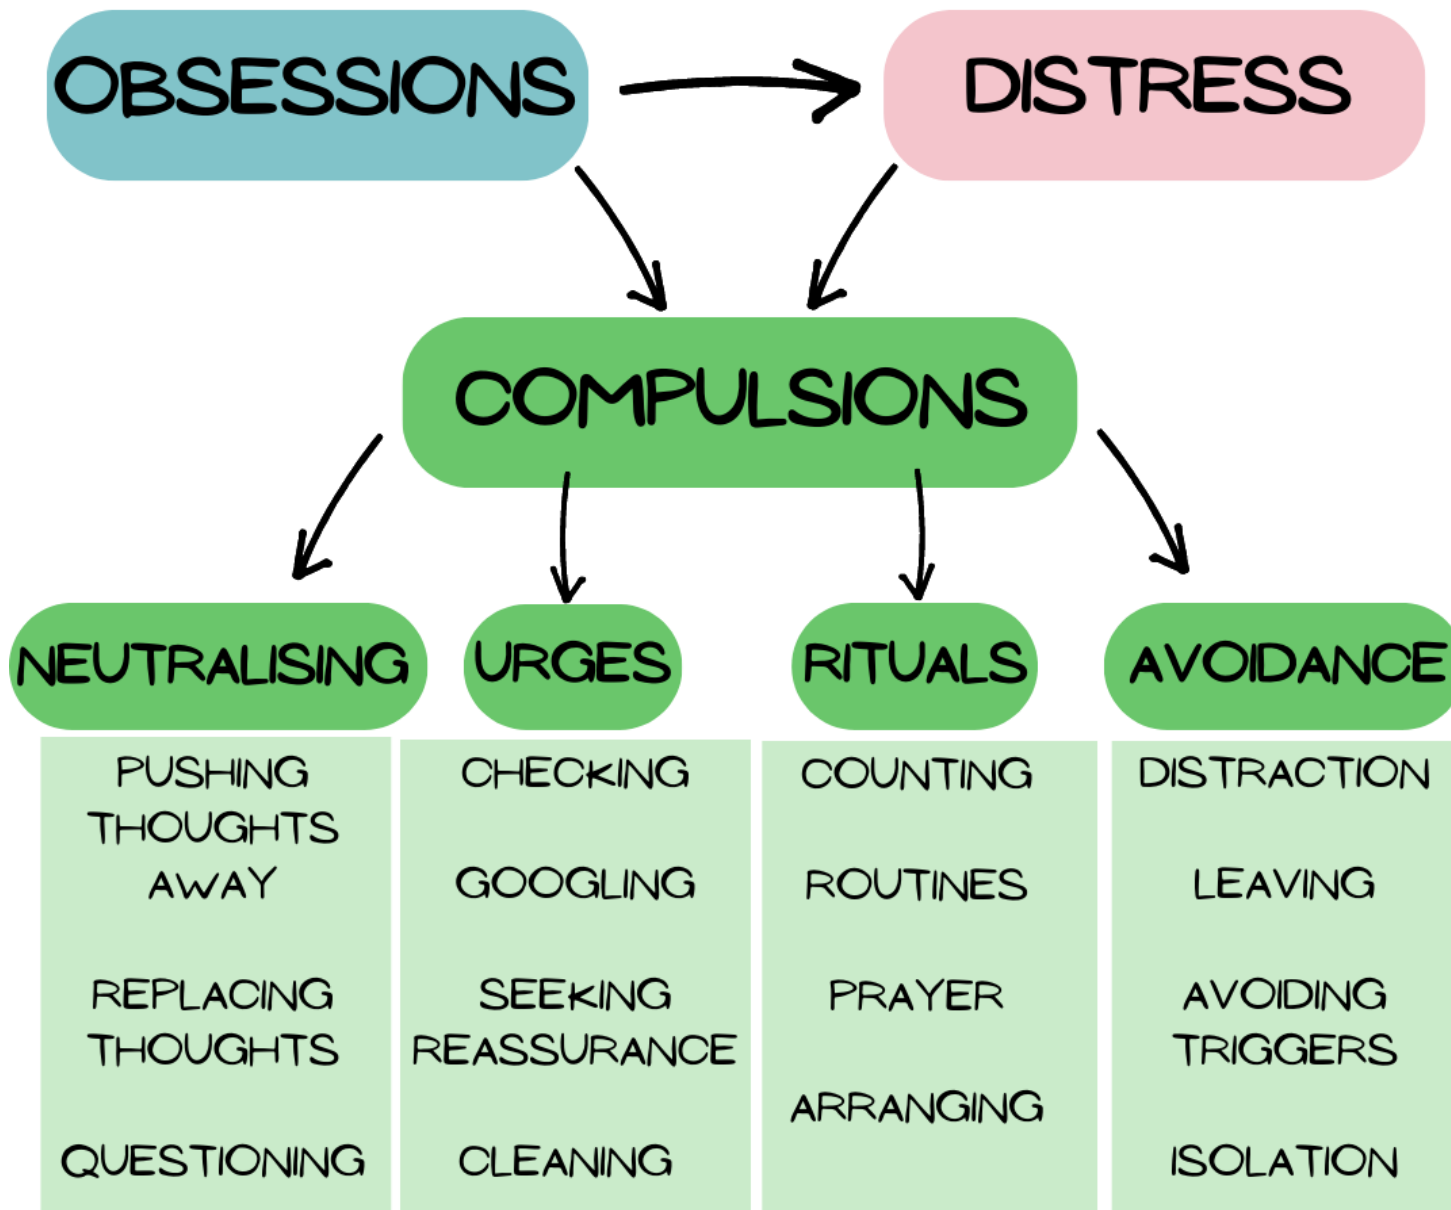 OBSESSIONS
DISTRESS
COMPULSIONS
NEUTRALISING
URGES
RITUALS
AVOIDANCE
PUSHING
THOUGHTS
AWAY
REPLACING
THOUGHTS
QUESTIONING
CHECKING
GOOGLING
SEEKING
REASSURANCE
CLEANING
COUNTING
ROUTINES
PRAYER
ARRANGING
DISTRACTION
LEAVING
AVOIDING
TRIGGERS
ISOLATION